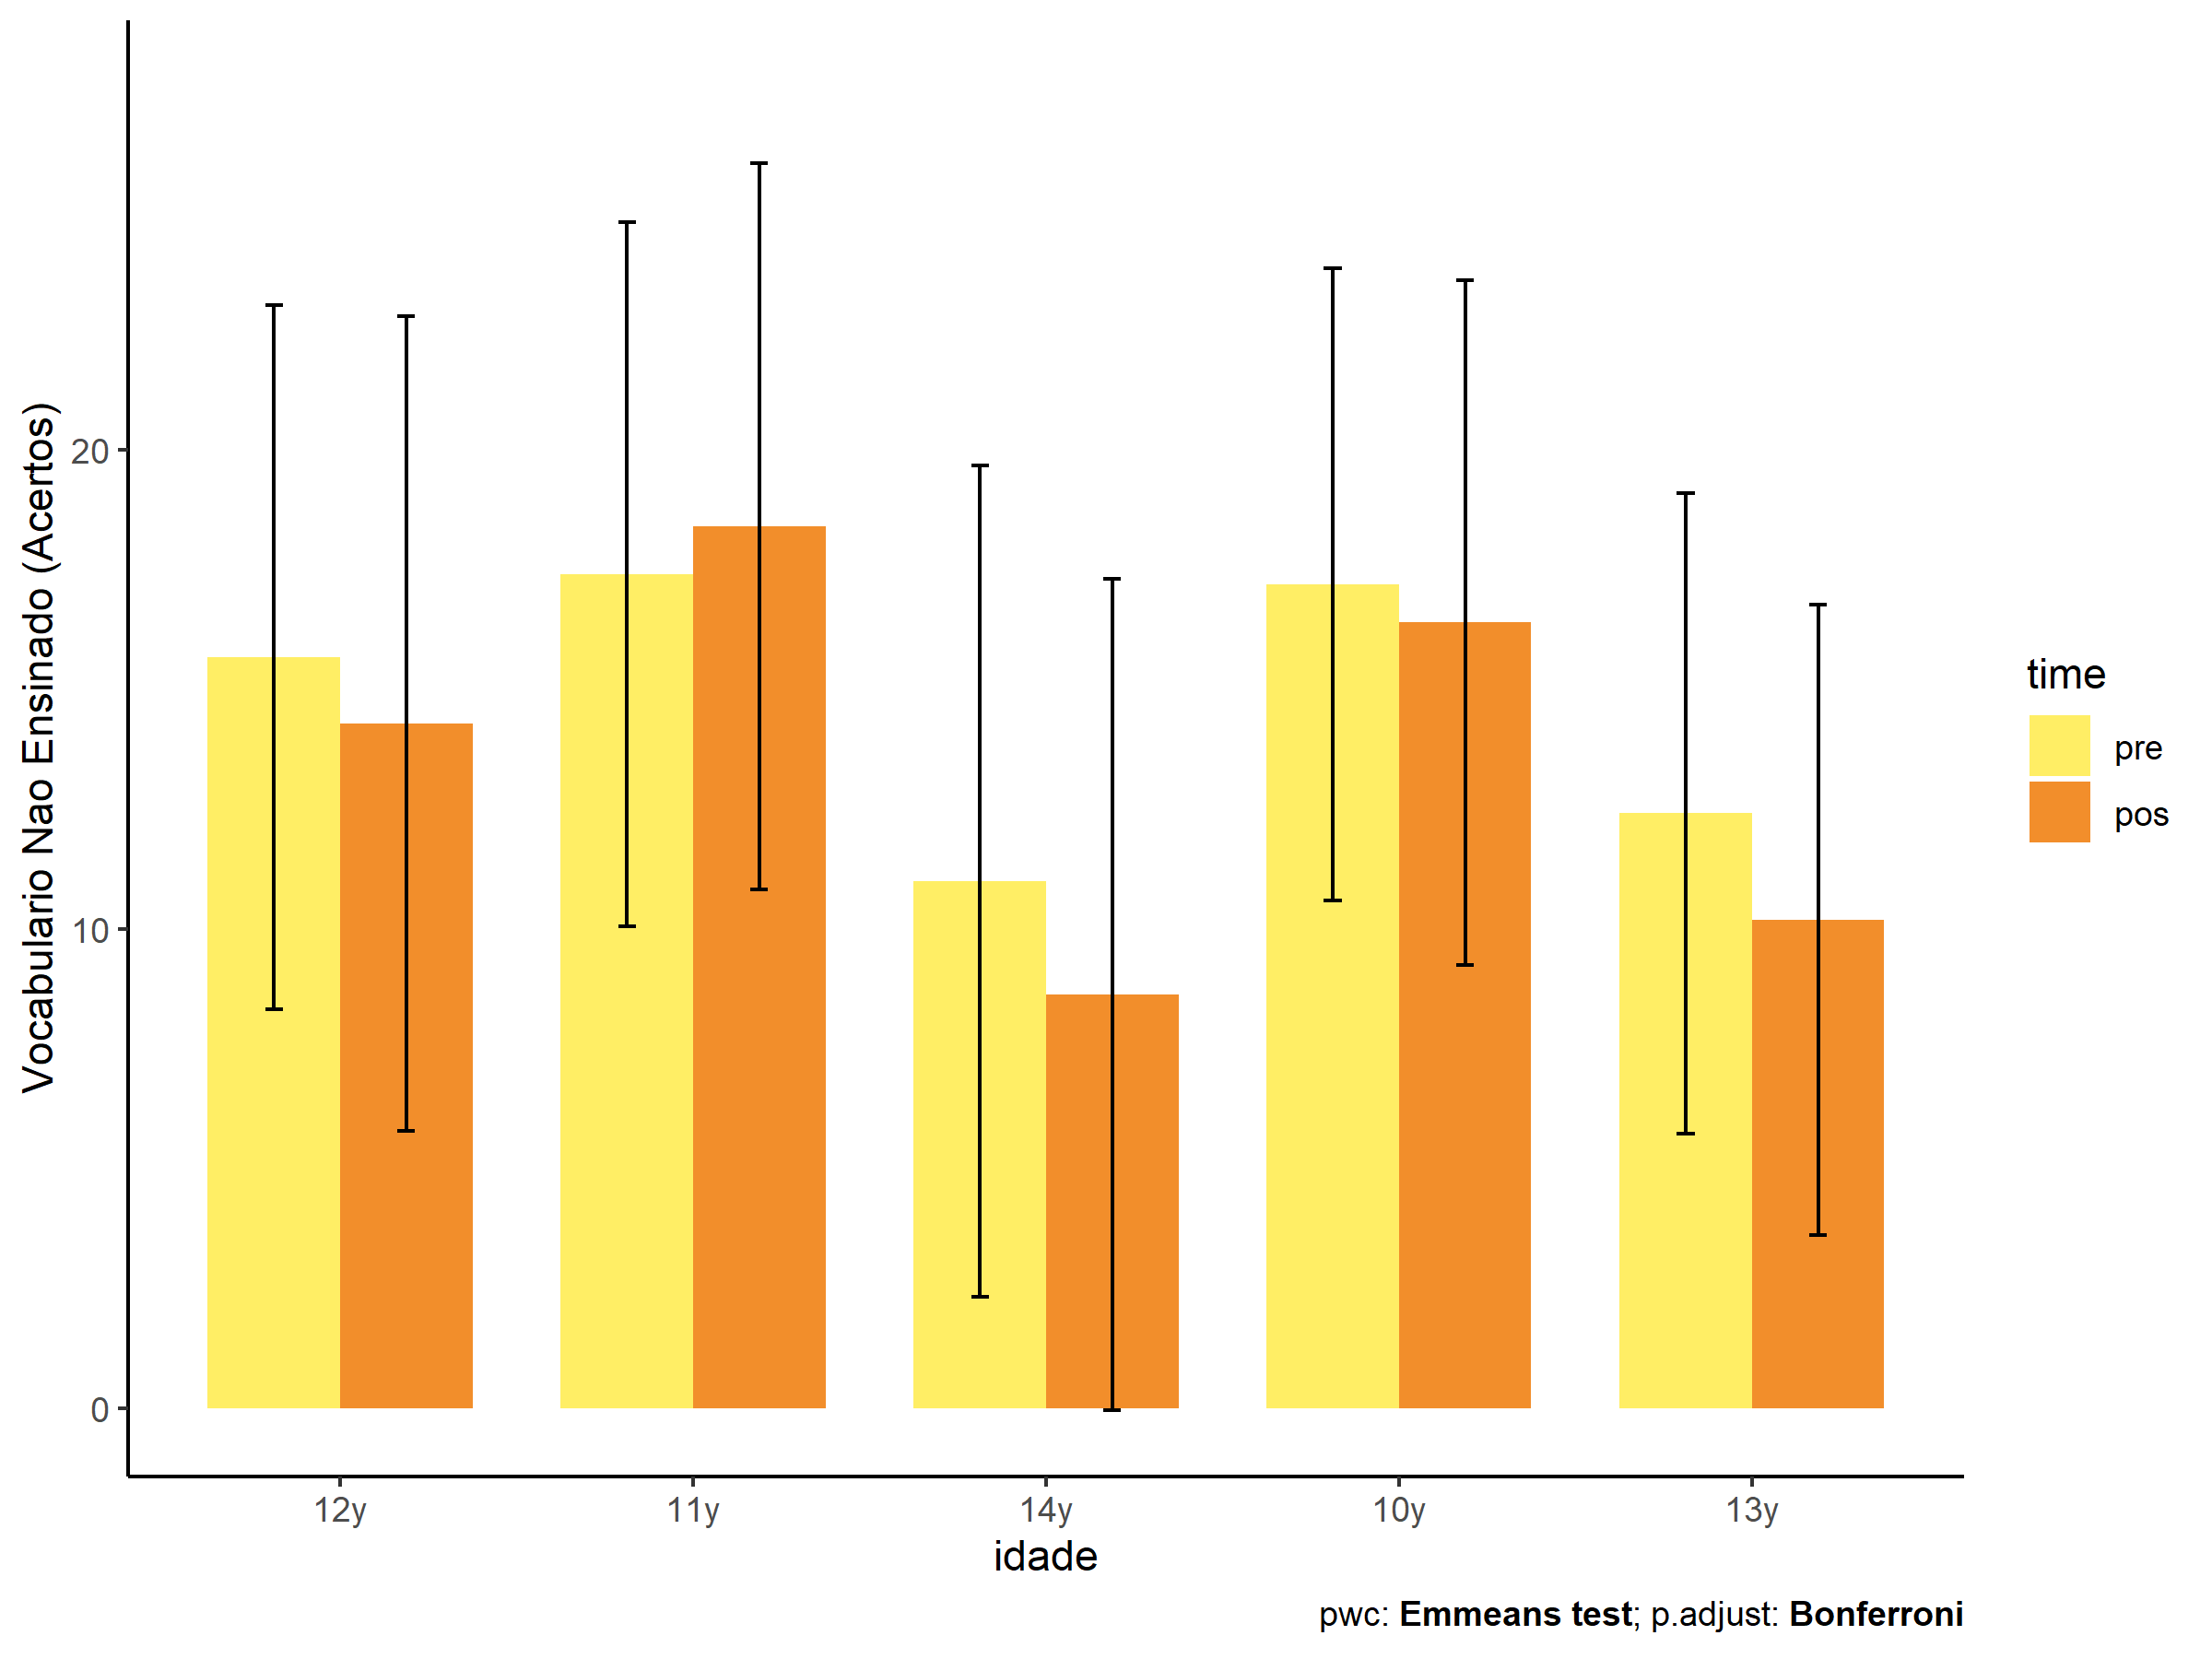 Vocabulario Nao Ensinado (Acertos)
20
10
0
12y
11y
14y
10y
13y
idade
time
pre
pos
pwc: Emmeans test; p.adjust: Bonferroni